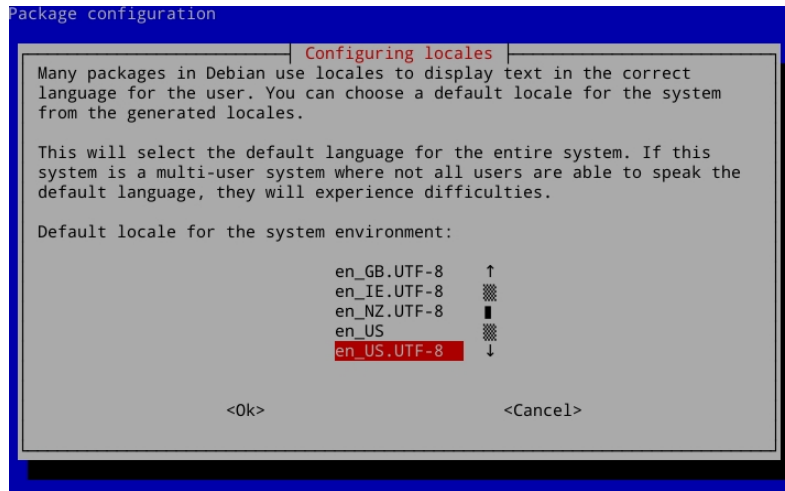 Package configuration
Configuring locales
Many packages in Debian use locales to display text in the correct
language for the user. You can choose a default locale for the system
from the generated locales.
This will select the default language for the entire system. If this
system is a multi-user system where not all users are able to speak the
default language, they will experience difficulties.
Default locale for the system environment:
en_GB.UTF-8
en_IE.UTF-8
en_NZ.UTF-8
en_US
en_US.UTF-8
<Ok> <Cancel>